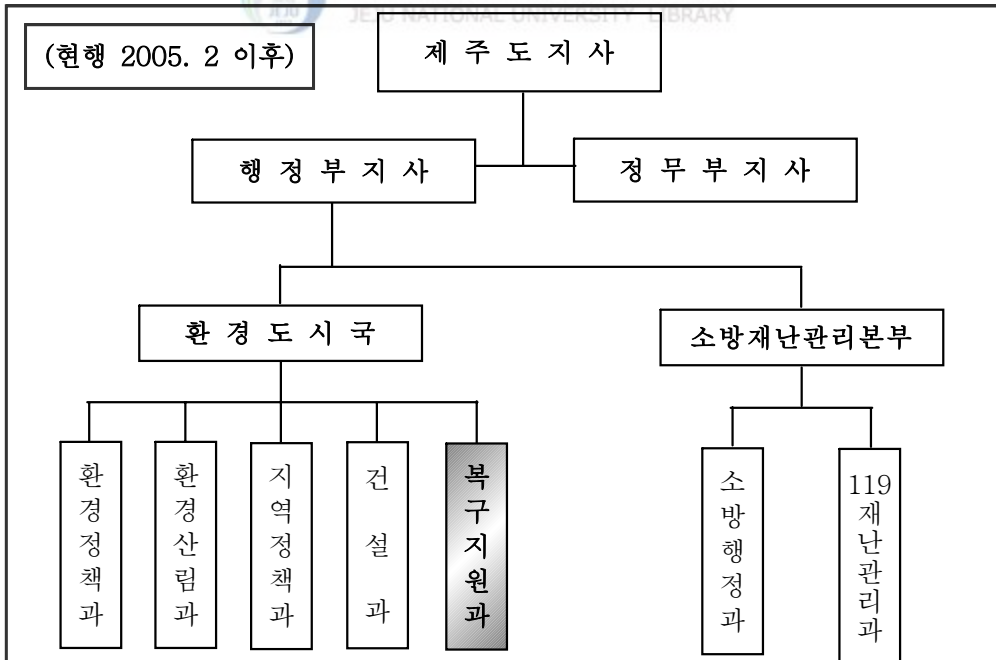 JEJU NATIONAL UNIVERSITY LIBRARY
(현행 2005. 2 이후)
제 주 도 지 사
행 정 부 지 사
정 무 부 지 사
환 경 도 시 국
소방재난관리본부
환경정책과
환경산림과
지역정책과
건 설 과
복구지원과
소방행정과
119재난관리과